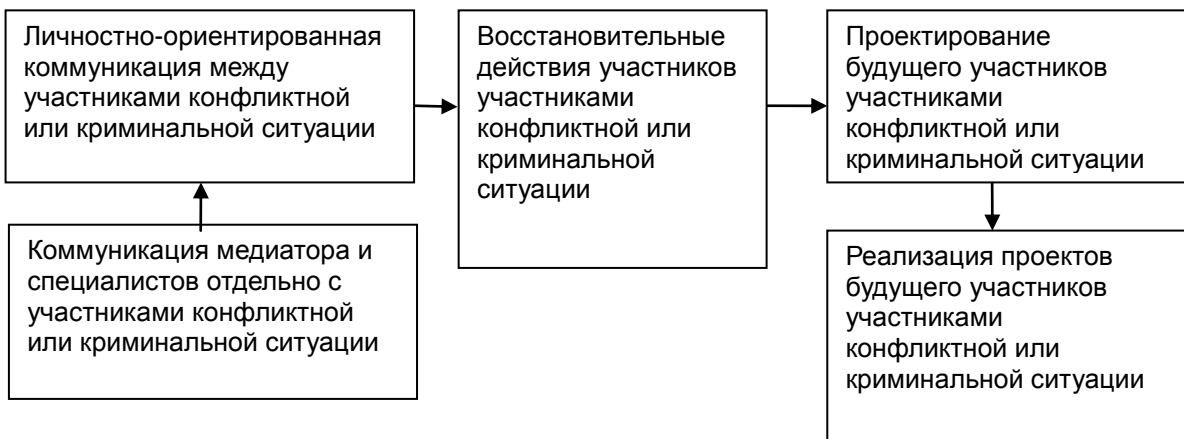 Личностно-ориентированная
коммуникация между
участниками конфликтной
или криминальной ситуации
Восстановительные
действия участников
участниками
конфликтной или
криминальной
ситуации
Проектирование
будущего участников
участниками
конфликтной или
криминальной ситуации
Коммуникация медиатора и
специалистов отдельно с
участниками конфликтной
или криминальной ситуации
Реализация проектов
будущего участников
участниками
конфликтной или
криминальной ситуации